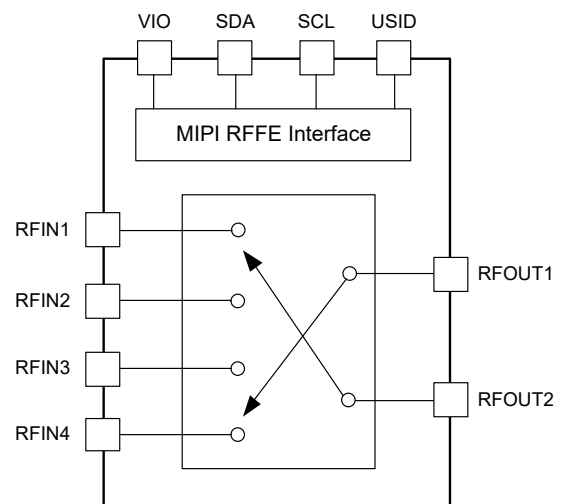 VIO SDA SCL USID
MIPI RFFE Interface
RFIN1
RFOUT1
RFIN2
RFIN3
RFOUT2
RFIN4